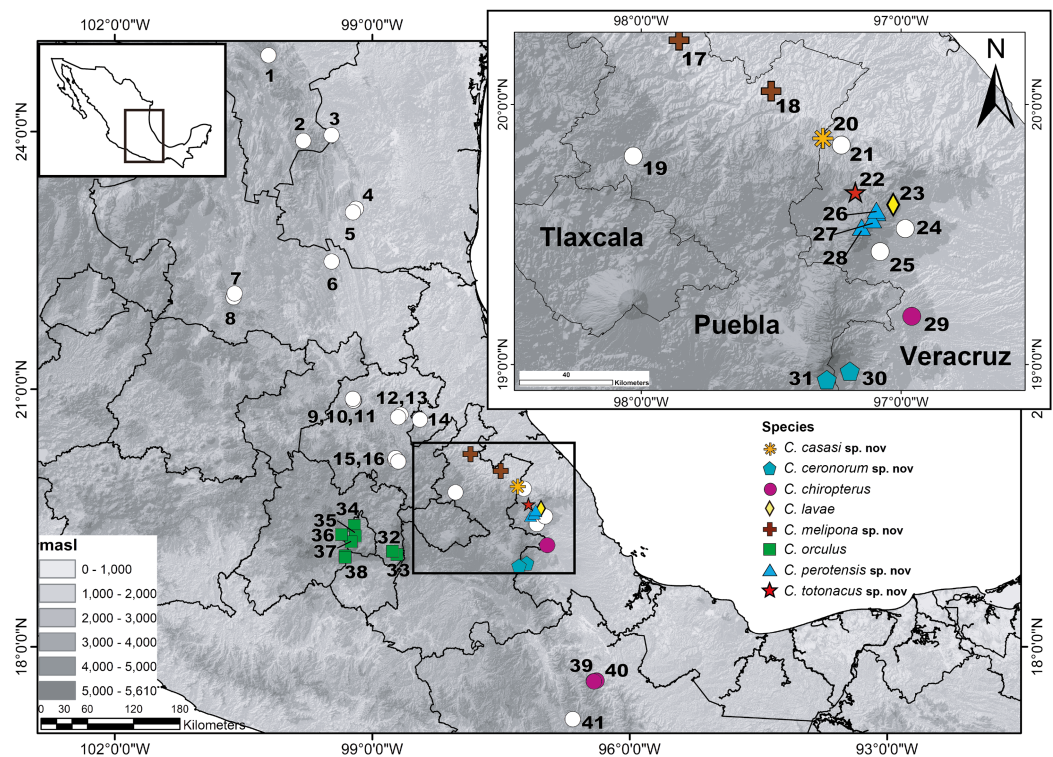 102°0'0"W 99°0'0"W
98°0'0"W 97°0'0"W
N
24°0'0"N
21°0'0"N
18°0'0"N
1
2 3
4
5
6
7
8
9,10,11
12,13
14
15,16
34
35
36
37
38
32
33
39 40
41
17
18
19
20
21
22
23
26
27
28
24
25
29
30
31
Tlaxcala
Puebla
Veracruz
20°0'0"N
19°0'0"N
20°0'0"N
19°0'0"N
40
Kilometers
98°0'0"W 97°0'0"W
2
18°0'0"N
Species
C. casasi sp. nov
C. ceronorum sp. nov
C. chiropterus
C. lavae
C. melipona sp. nov
C. orculus
C. perotensis sp. nov
C. totonacus sp. nov
masl
0 - 1,000
1,000 - 2,000
2,000 - 3,000
3,000 - 4,000
4,000 - 5,000
5,000 - 5,610
0 30 60 120 180
Kilometers
102°0'0"W 99°0'0"W 96°0'0"W 93°0'0"W